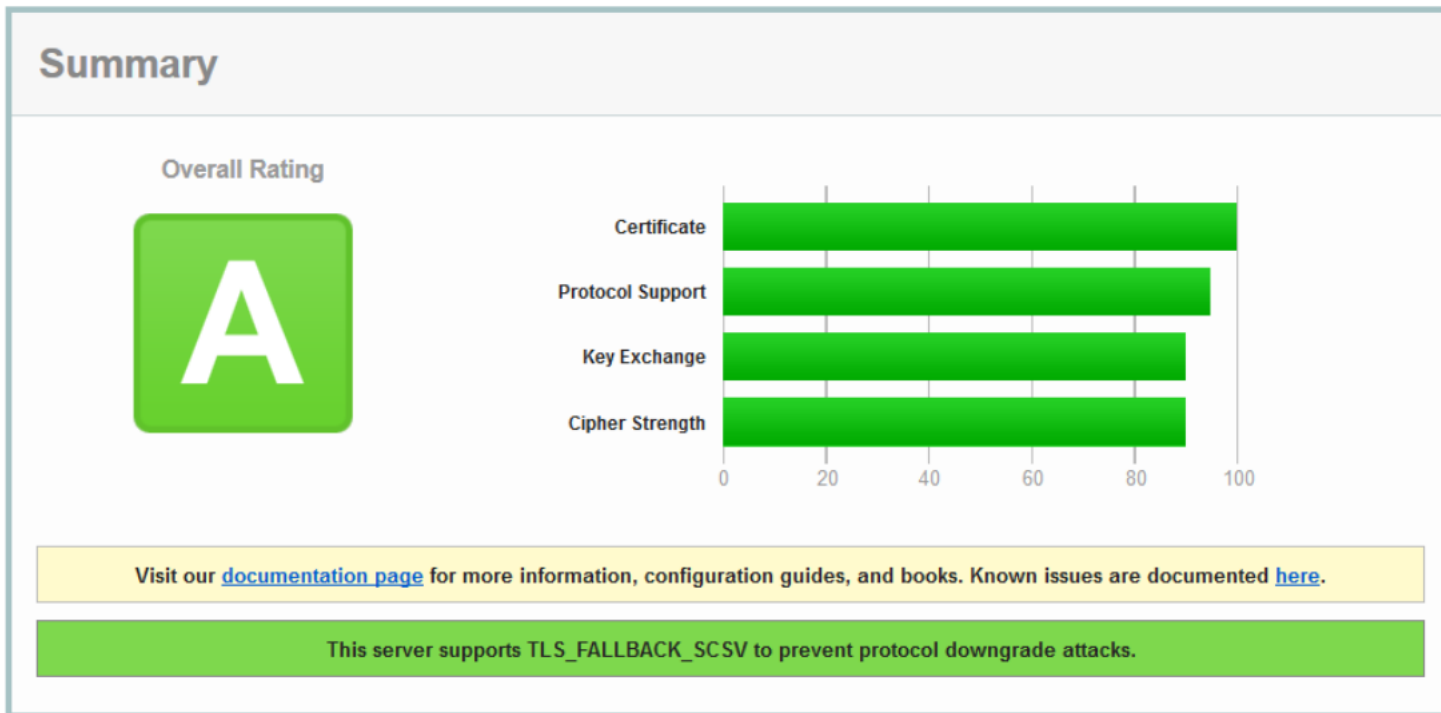 Summary
Overall Rating
A
Certificate
Protocol Support
Key Exchange
Cipher Strength
0 20 40 60 80 100
Visit our documentation page for more information, configuration guides, and books. Known issues are documented here.
This server supports TLS_FALLBACK_SCSV to prevent protocol downgrade attacks.